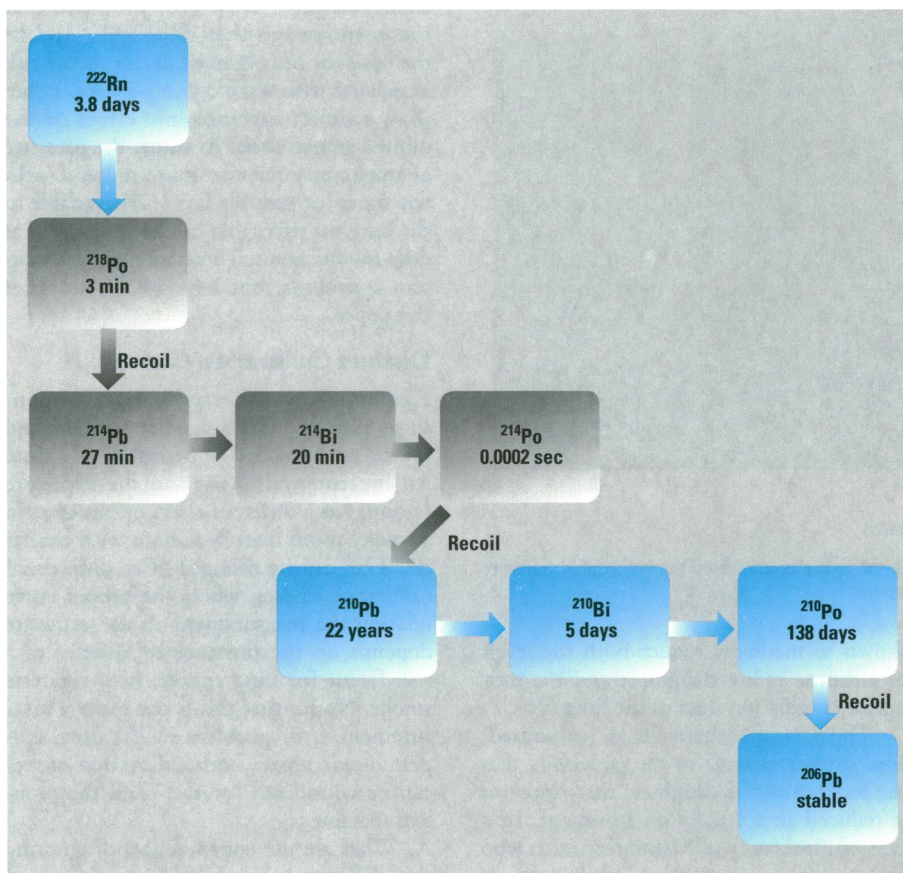 ²²²Rn
3.8 days
²¹⁸Po
3 min
Recoil
²¹⁴Pb
27 min
²¹⁴Bi
20 min
²¹⁴Po
0.0002 sec
Recoil
²¹⁰Pb
22 years
²¹⁰Bi
5 days
²¹⁰Po
138 days
Recoil
²⁰⁶Pb
stable